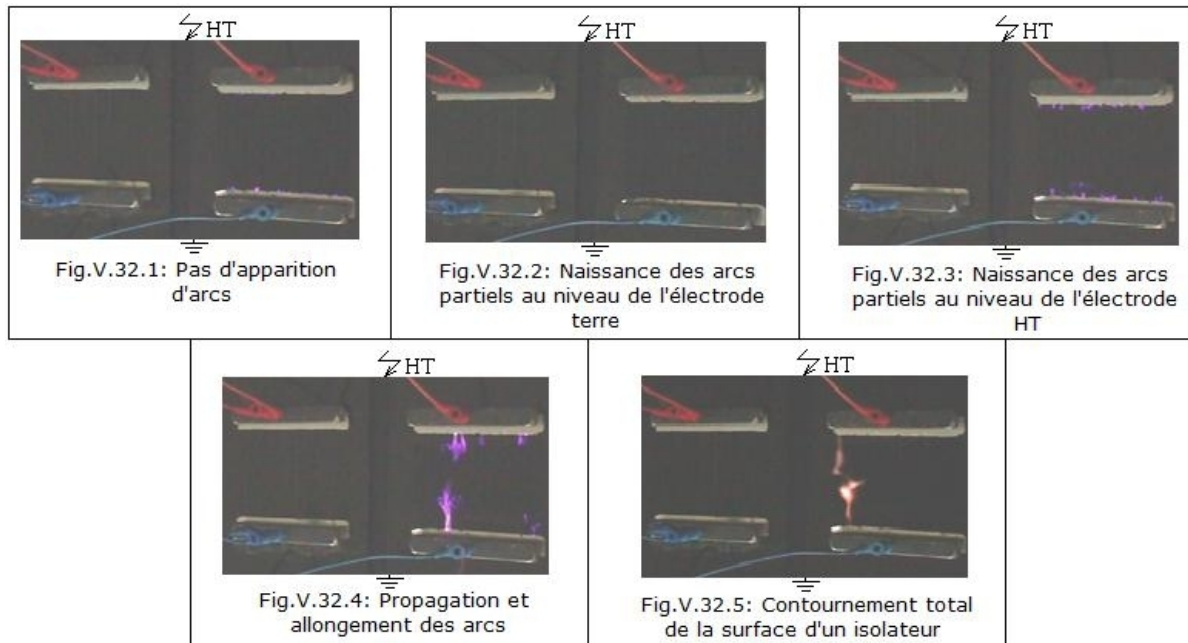 HT
HT
HT
Fig.V.32.1: Pas d'apparition
d'arcs
Fig.V.32.2: Naissance des arcs
partiels au niveau de l'électrode
terre
Fig.V.32.3: Naissance des arcs
partiels au niveau de l'électrode
HT
HT
HT
Fig.V.32.4: Propagation et
allongement des arcs
Fig.V.32.5: Contournement total
de la surface d'un isolateur